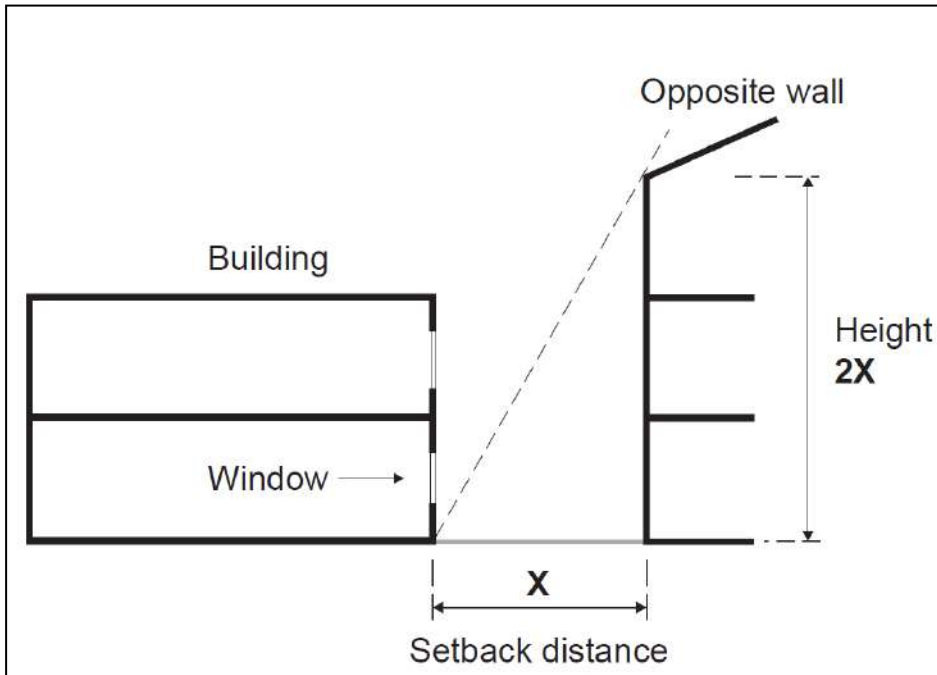 Opposite wall
Building
Height
2X
Window
X
Setback distance